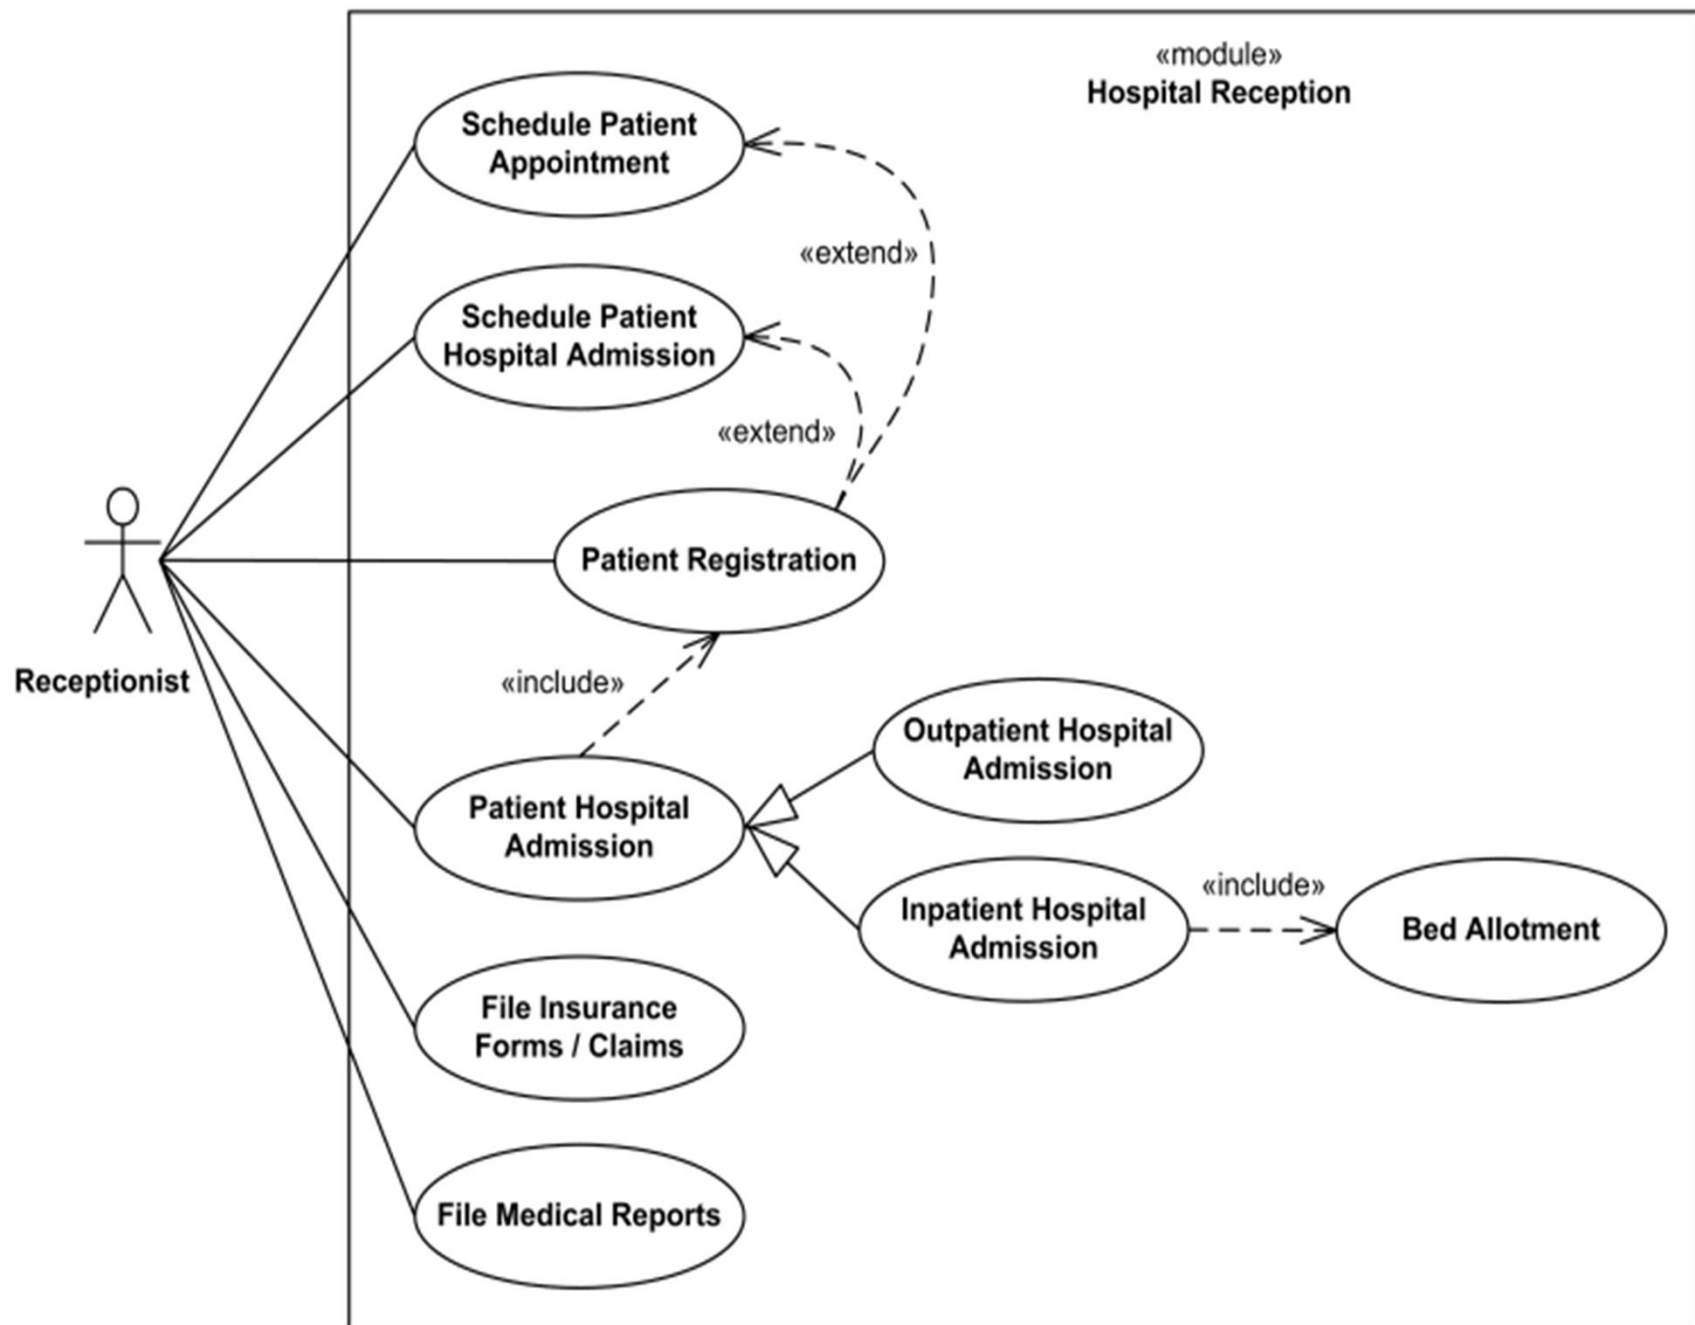 «module»
Hospital Reception
Schedule Patient
Appointment
«extend»
Schedule Patient
Hospital Admission
«extend»
Patient Registration
Receptionist
«include»
Outpatient Hospital
Admission
Patient Hospital
Admission
«include»
Inpatient Hospital
Admission
Bed Allotment
File Insurance
Forms / Claims
File Medical Reports